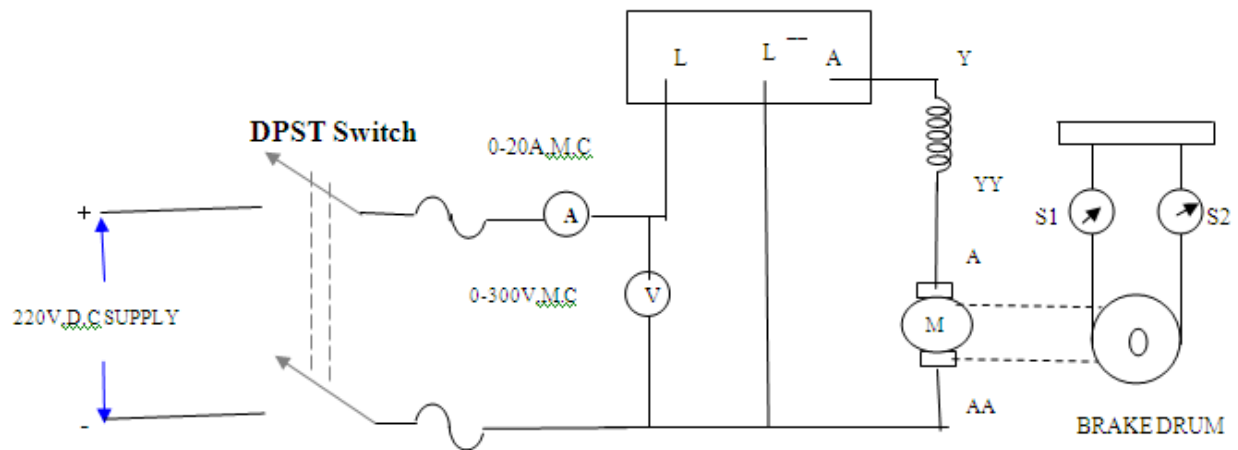 L
L
A
Y
DPST Switch
0-20A,M.C
YY
+
A
S1
S2
A
0-300V,M.C
V
220V,D.C SUPPLY
M
AA
-
BRAKE DRUM